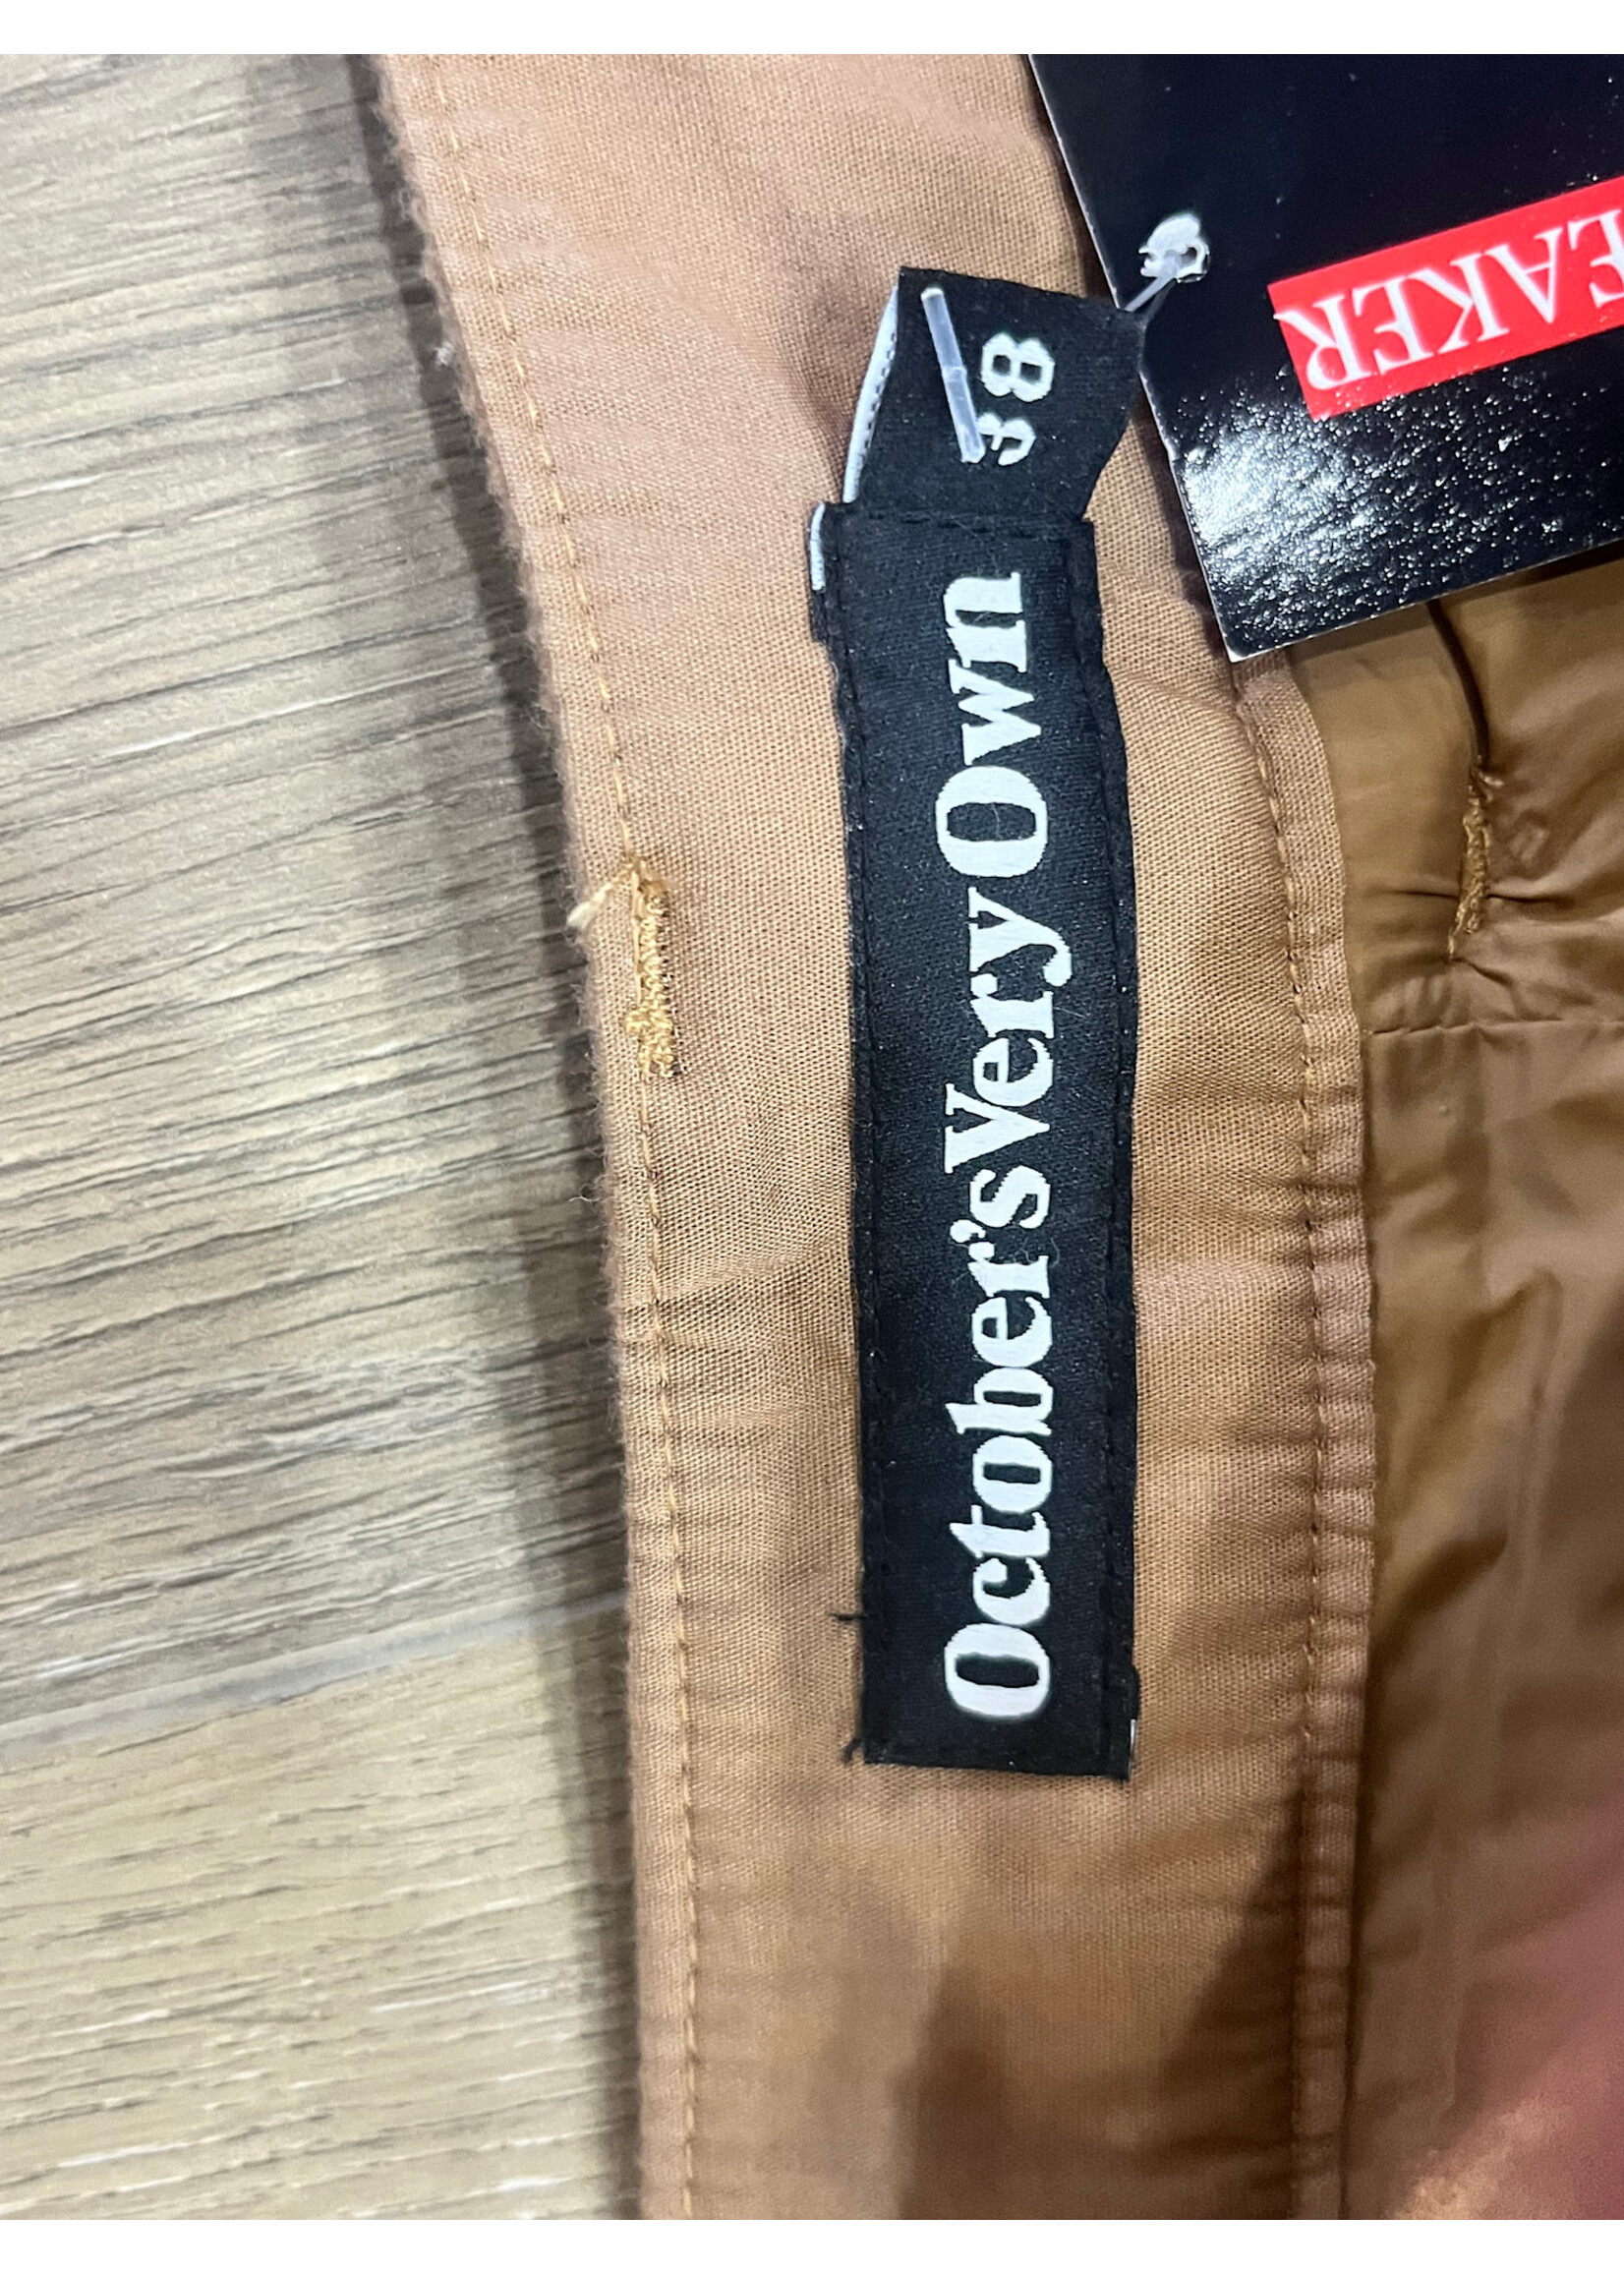 October's Very Own
38
EAKER